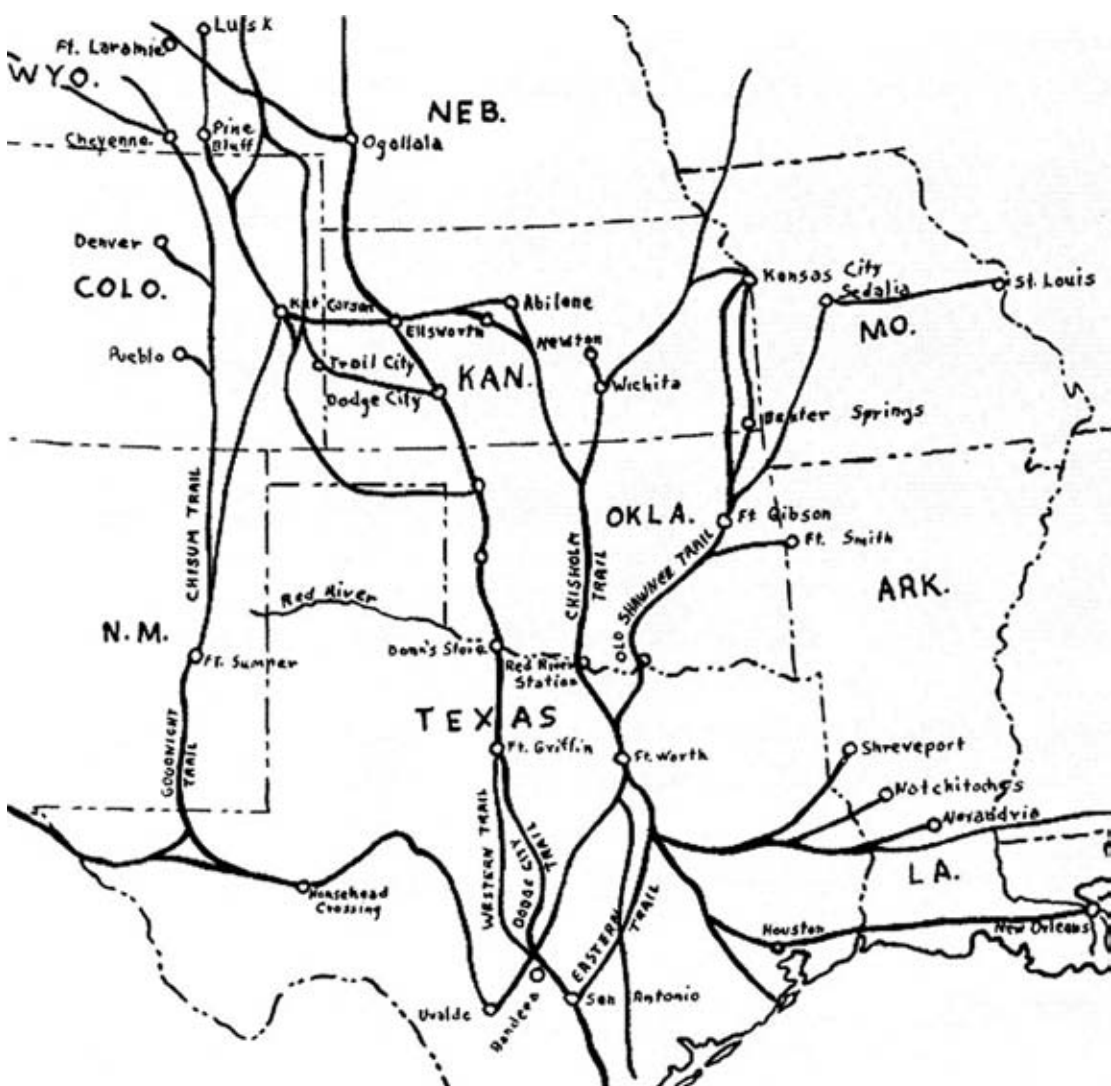 Lusk
Ft. Laramie
WYO.
NEB.
Cheyenne
Pine
Bluff
Ogallala
Denver
COLO.
Kansas City
Sedalia
St. Louis
Kit Carson
Abilene
MO.
Ellsworth
Newton
Pueblo
Trail City
KAN.
Wichita
Dodge City
Baxter Springs
CHISUM TRAIL
OKLA.
Ft Gibson
Ft. Smith
CHISHOLM
TRAIL
OLD SHAWNEE TRAIL
ARK.
Red River
N.M.
Ft. Sumner
Doan's Store
Red River
Station
TEXAS
GOODNIGHT
TRAIL
Ft. Griffin
Ft. Worth
Shreveport
Natchitoches
WESTERN TRAIL
DODGE CITY
TRAIL
LA.
Horsehead
Crossing
EASTERN
TRAIL
Houston
New Orleans
Uvalde
Bandera
San Antonio